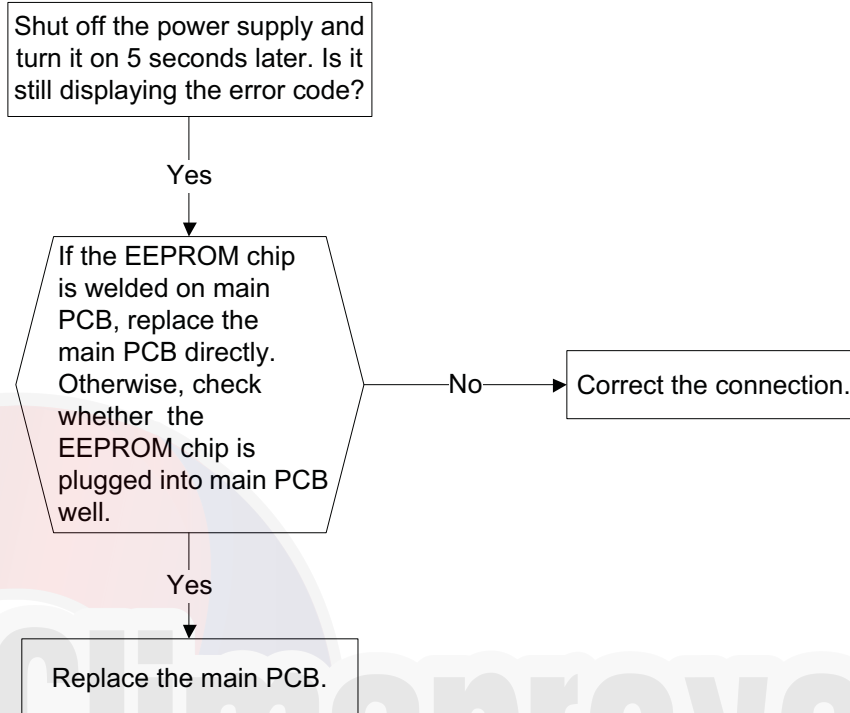 Shut off the power supply and
turn it on 5 seconds later. Is it
still displaying the error code?
Yes
If the EEPROM chip
is welded on main
PCB, replace the
main PCB directly.
Otherwise, check
whether the
EEPROM chip is
plugged into main PCB
well.
No
Correct the connection.
Yes
Replace the main PCB.